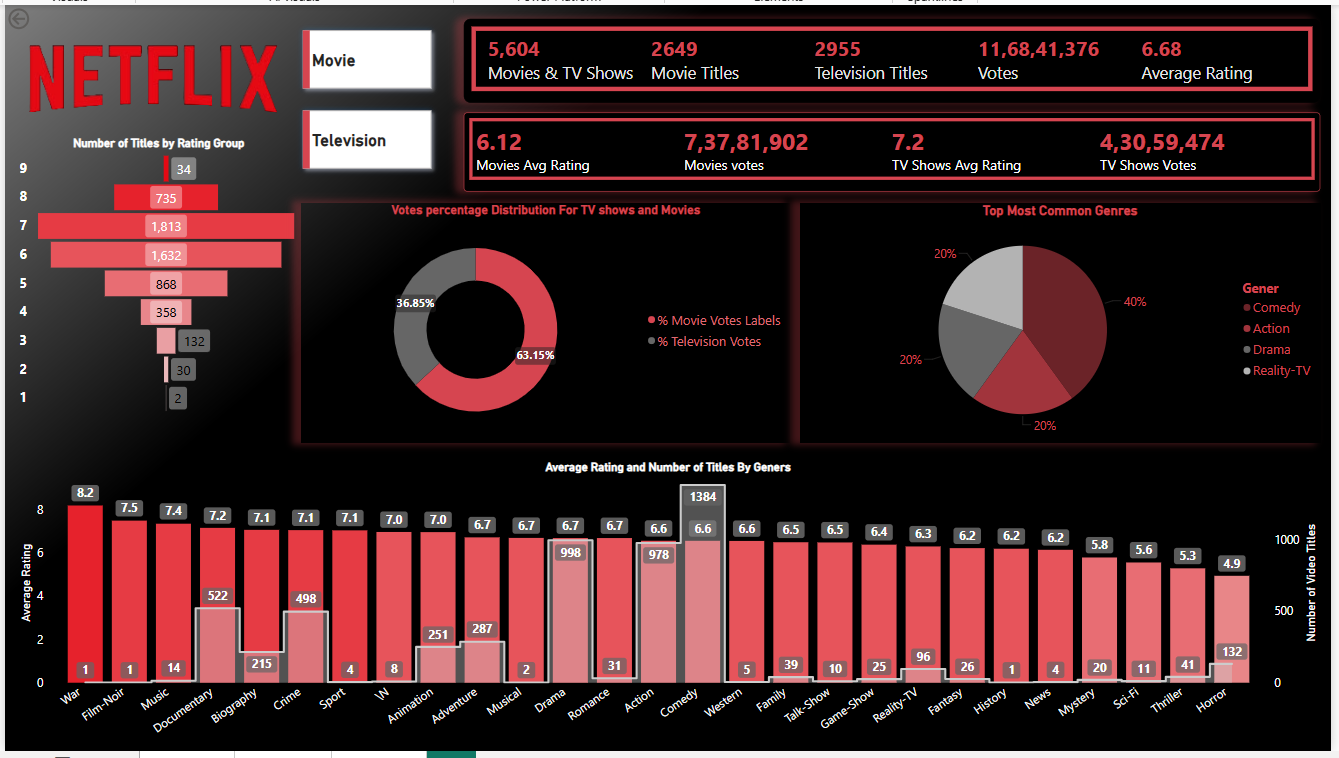 NETFLIX
Movie
Television
5,604 2649 2955 11,68,41,376 6.68
Movies & TV Shows Movie Titles Television Titles Votes Average Rating
6.12 7,37,81,902 7.2 4,30,59,474
Movies Avg Rating Movies votes TV Shows Avg Rating TV Shows Votes
Number of Titles by Rating Group
9 34
8 735
7 1,813
6 1,632
5 868
4 358
3 132
2 30
1 2
Votes percentage Distribution For TV shows and Movies
36.85%
63.15%
% Movie Votes Labels
% Television Votes
Top Most Common Genres
20%
40%
20%
20%
Gener
Comedy
Action
Drama
Reality-TV
Average Rating and Number of Titles By Geners
Average Rating
8
6
4
2
0
8.2 7.5 7.4 7.2 7.1 7.1 7.1 7.0 7.0 6.7 6.7 6.7 6.7 6.6 6.6 6.6 6.5 6.5 6.4 6.3 6.2 6.2 6.2 5.8 5.6 5.3 4.9
1 1 14 522 215 498 4 8 251 287 2 998 31 978 1384 5 39 10 25 96 26 1 4 20 11 41 132
War Film-Noir Music Documentary Biography Crime Sport \N Animation Adventure Musical Drama Romance Action Comedy Western Family Talk-Show Game-Show Reality-TV Fantasy History News Mystery Sci-Fi Thriller Horror
1000
500
0
Number of Video Titles